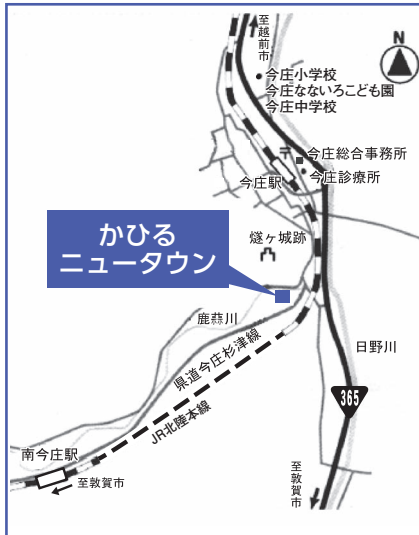 至越前市
N
今庄小学校
今庄なないろこども園
今庄中学校
今庄総合事務所
今庄駅
今庄診療所
燧ヶ城跡
かひる
ニュータウン
鹿蒜川
県道今庄杉津線
JR北陸本線
日野川
365
南今庄駅
至敦賀市
至敦賀市